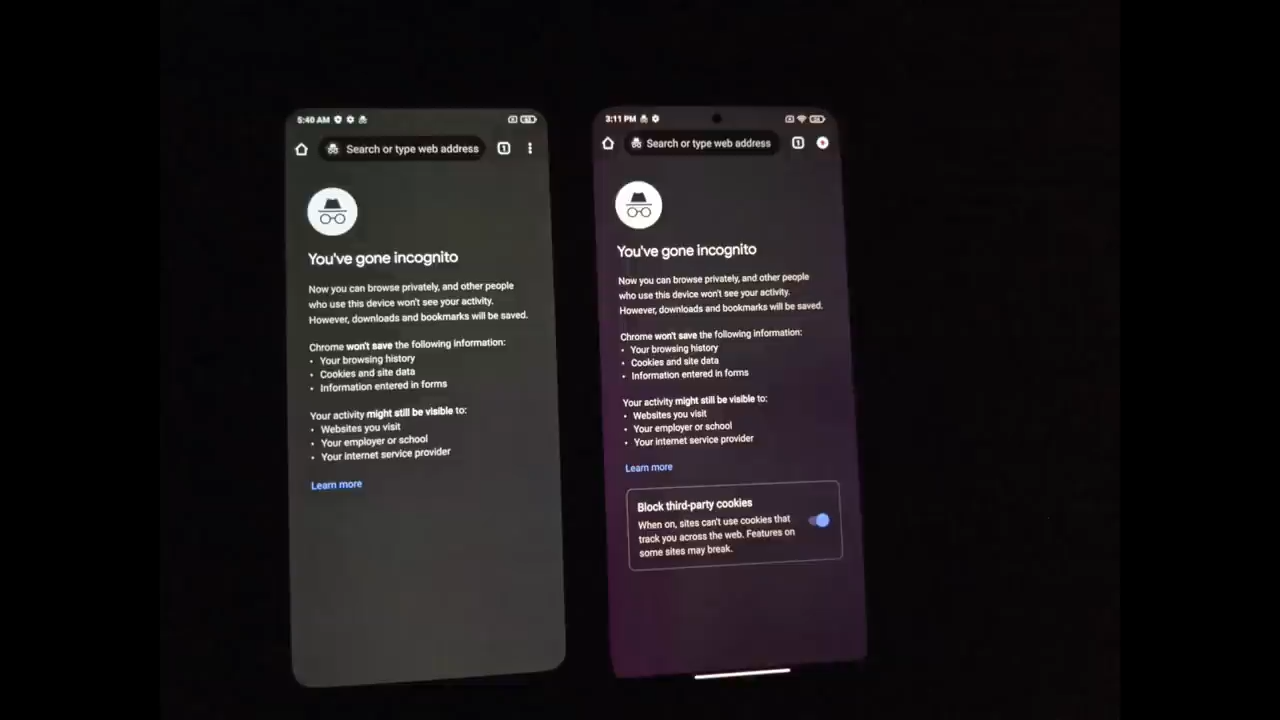 5:40 AM
1
Search or type web address
You've gone incognito
Now you can browse privately, and other people
who use this device won't see your activity.
However, downloads and bookmarks will be saved.
Chrome won't save the following information:
• Your browsing history
• Cookies and site data
• Information entered in forms
Your activity might still be visible to:
• Websites you visit
• Your employer or school
• Your internet service provider
Learn more
3:11 PM
Search or type web address
1
You've gone incognito
Now you can browse privately, and other people
who use this device won't see your activity.
However, downloads and bookmarks will be saved.
Chrome won't save the following information:
• Your browsing history
• Cookies and site data
• Information entered in forms
Your activity might still be visible to:
• Websites you visit
• Your employer or school
• Your internet service provider
Learn more
Block third-party cookies
When on, sites can't use cookies that
track you across the web. Features on
some sites may break.